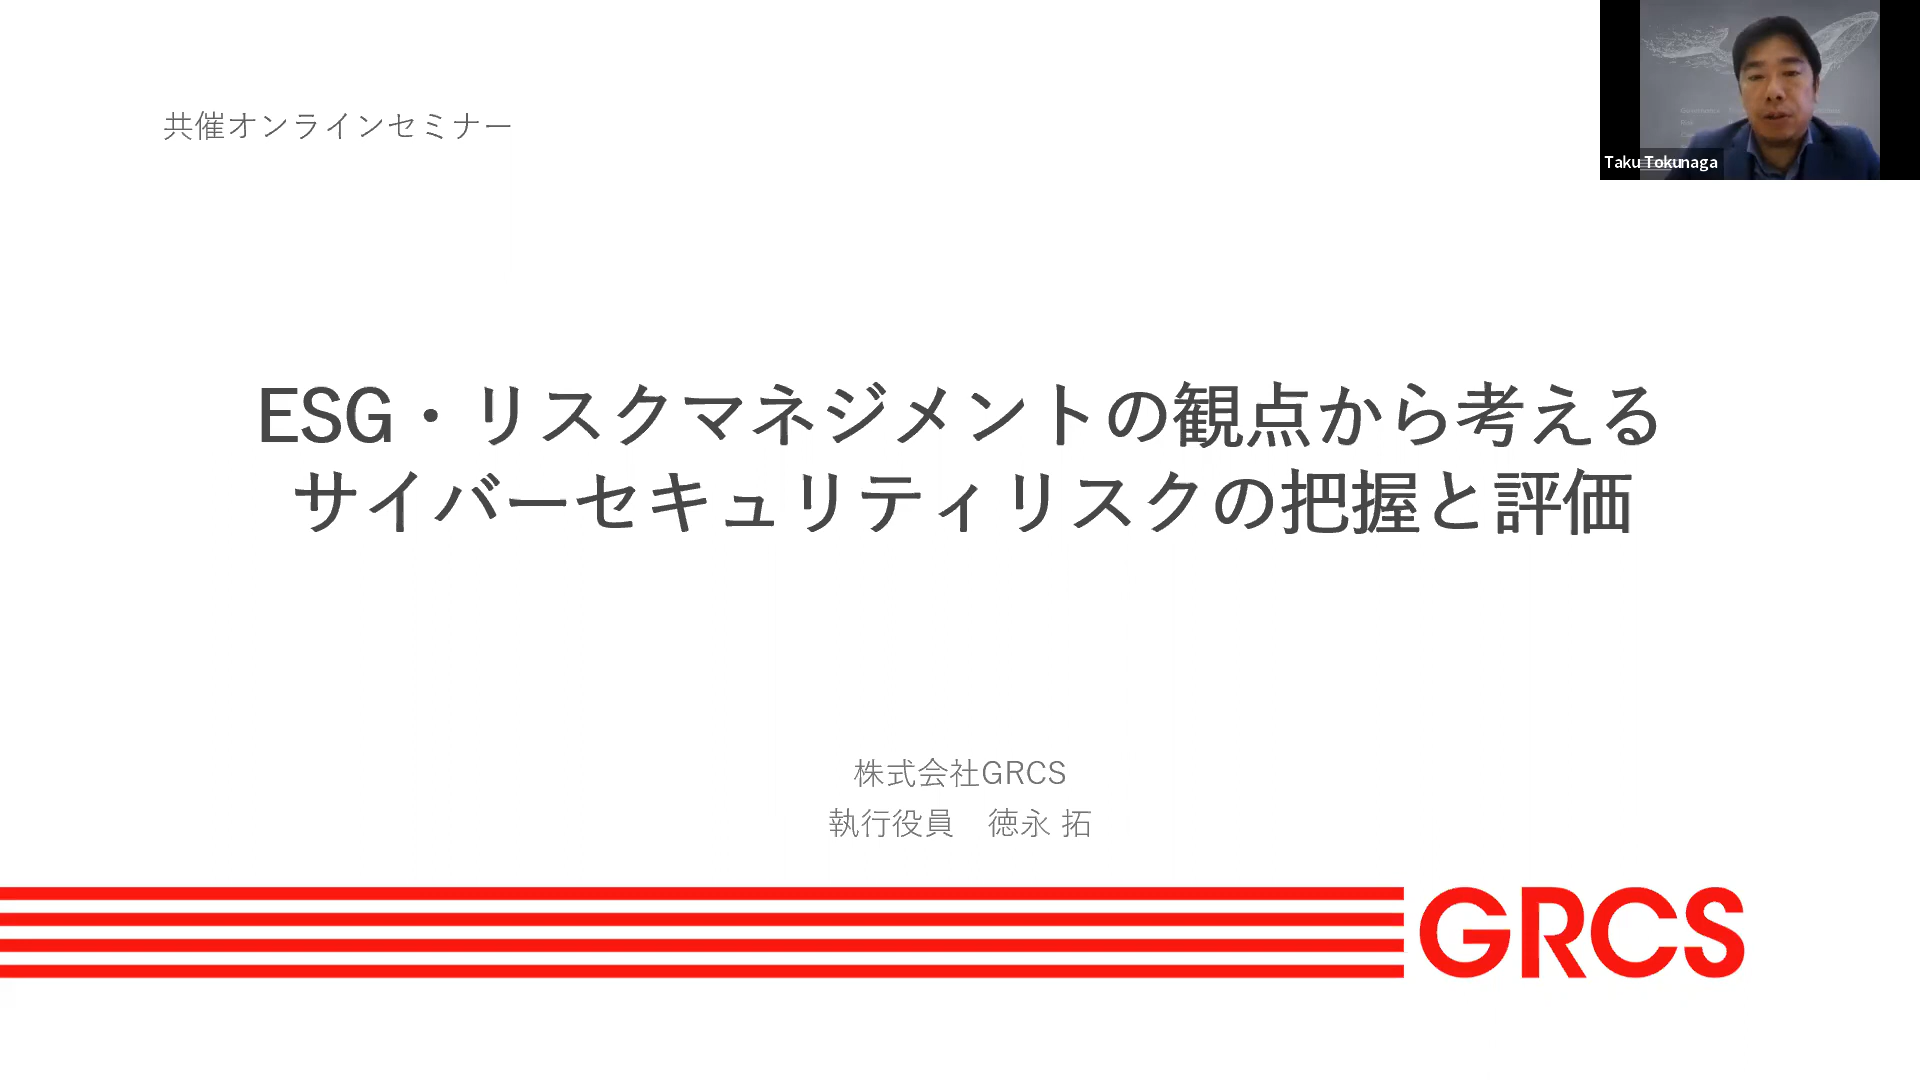 共催オンラインセミナー
Taku Tokunaga
ESG・リスクマネジメントの観点から考える
サイバーセキュリティリスクの把握と評価
株式会社GRCS
執行役員　徳永 拓
GRCS